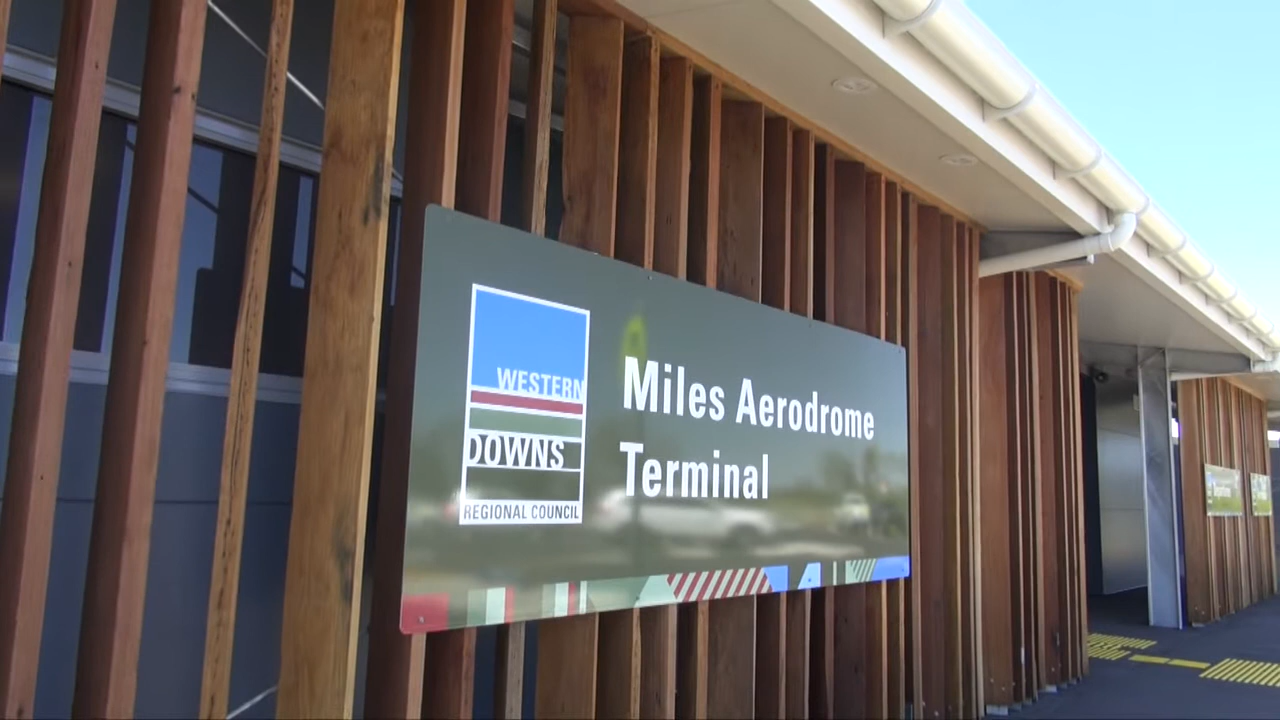 WESTERN
DOWNS
REGIONAL COUNCIL
Miles Aerodrome
Terminal